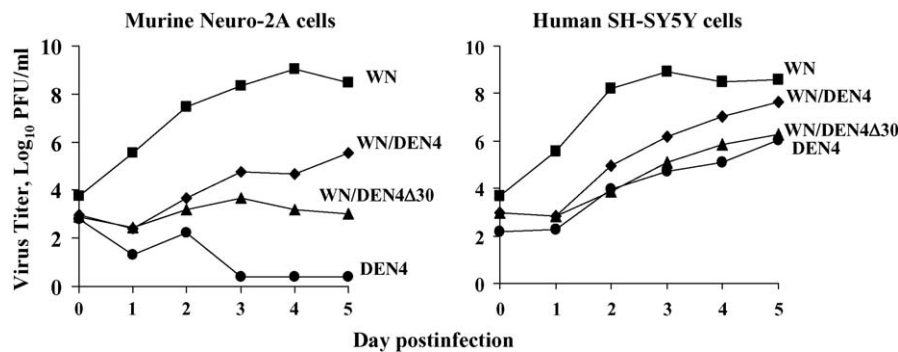 Murine Neuro-2A cells
Human SH-SY5Y cells
Virus Titer, Log10 PFU/ml
10
8
6
4
2
0
WN
WN/DEN4
WN/DEN4Δ30
DEN4
0 1 2 3 4 5
10
8
6
4
2
0
WN
WN/DEN4
WN/DEN4Δ30
DEN4
0 1 2 3 4 5
Day postinfection